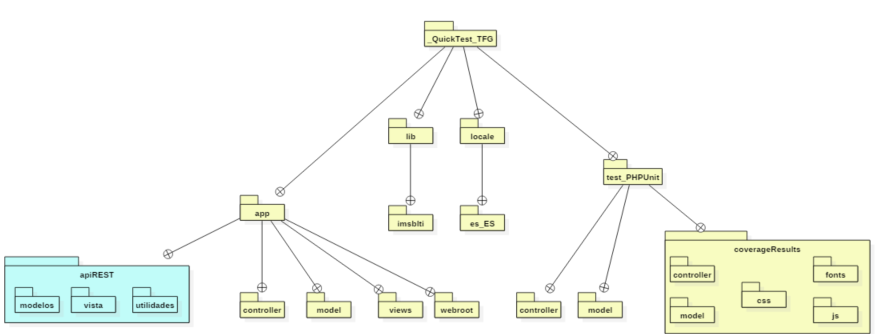 _QuickTest_TFG
lib
locale
test_PHPUnit
app
imsblti
es_ES
apiREST
modelos
vista
utilidades
controller
model
views
webroot
controller
model
coverageResults
controller
fonts
css
model
js